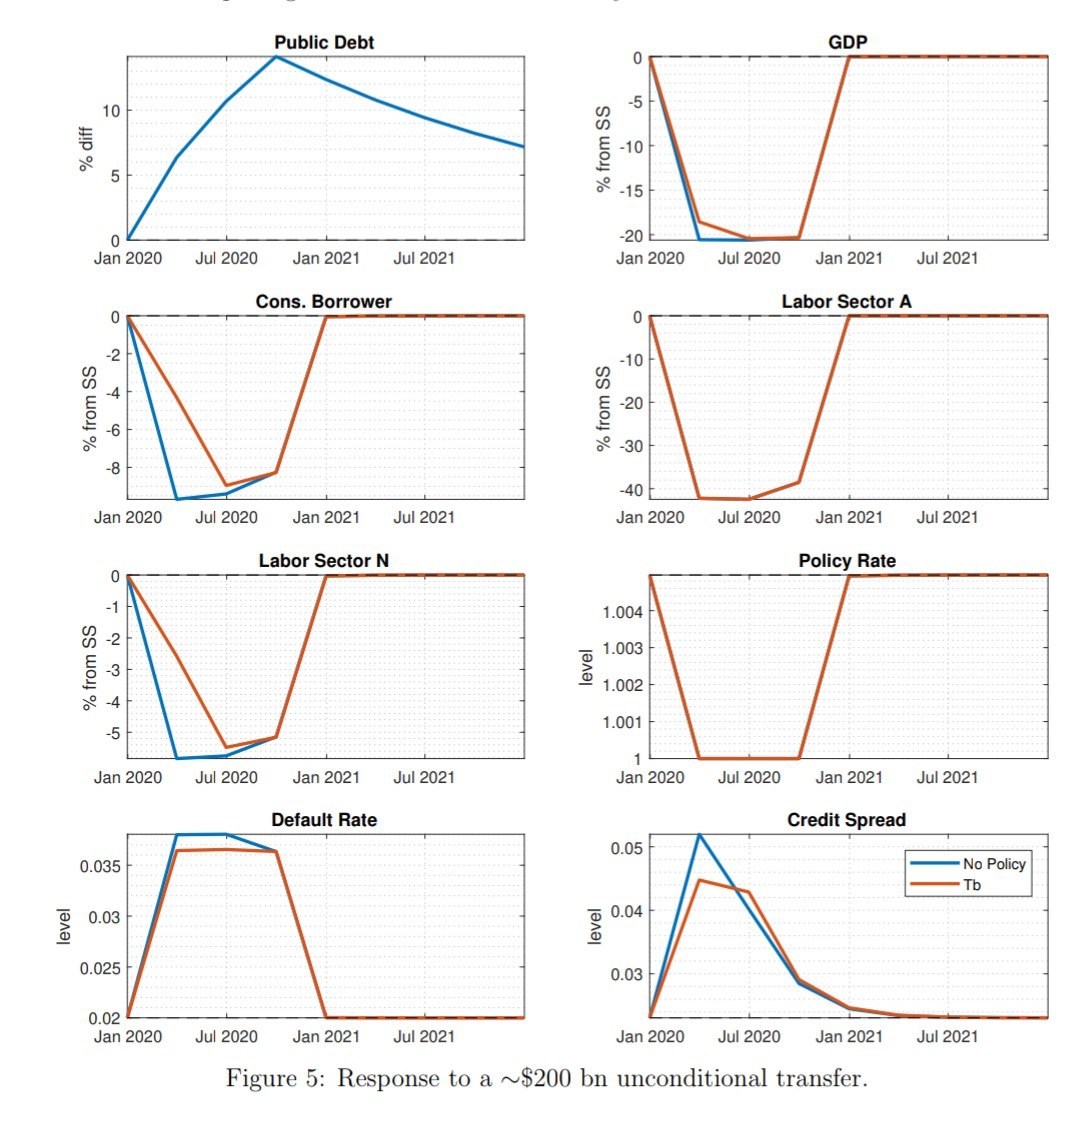 Public Debt
10
5
0
% diff
Jan 2020 Jul 2020 Jan 2021 Jul 2021
GDP
0
-5
-10
-15
-20
% from SS
Jan 2020 Jul 2020 Jan 2021 Jul 2021
Cons. Borrower
0
-2
-4
-6
-8
% from SS
Jan 2020 Jul 2020 Jan 2021 Jul 2021
Labor Sector A
0
-10
-20
-30
-40
% from SS
Jan 2020 Jul 2020 Jan 2021 Jul 2021
Labor Sector N
0
-1
-2
-3
-4
-5
% from SS
Jan 2020 Jul 2020 Jan 2021 Jul 2021
Policy Rate
1.004
1.003
1.002
1.001
1
level
Jan 2020 Jul 2020 Jan 2021 Jul 2021
Default Rate
0.035
0.03
0.025
0.02
level
Jan 2020 Jul 2020 Jan 2021 Jul 2021
Credit Spread
0.05
0.04
0.03
level
No Policy
Tb
Jan 2020 Jul 2020 Jan 2021 Jul 2021
Figure 5: Response to a ∼$200 bn unconditional transfer.